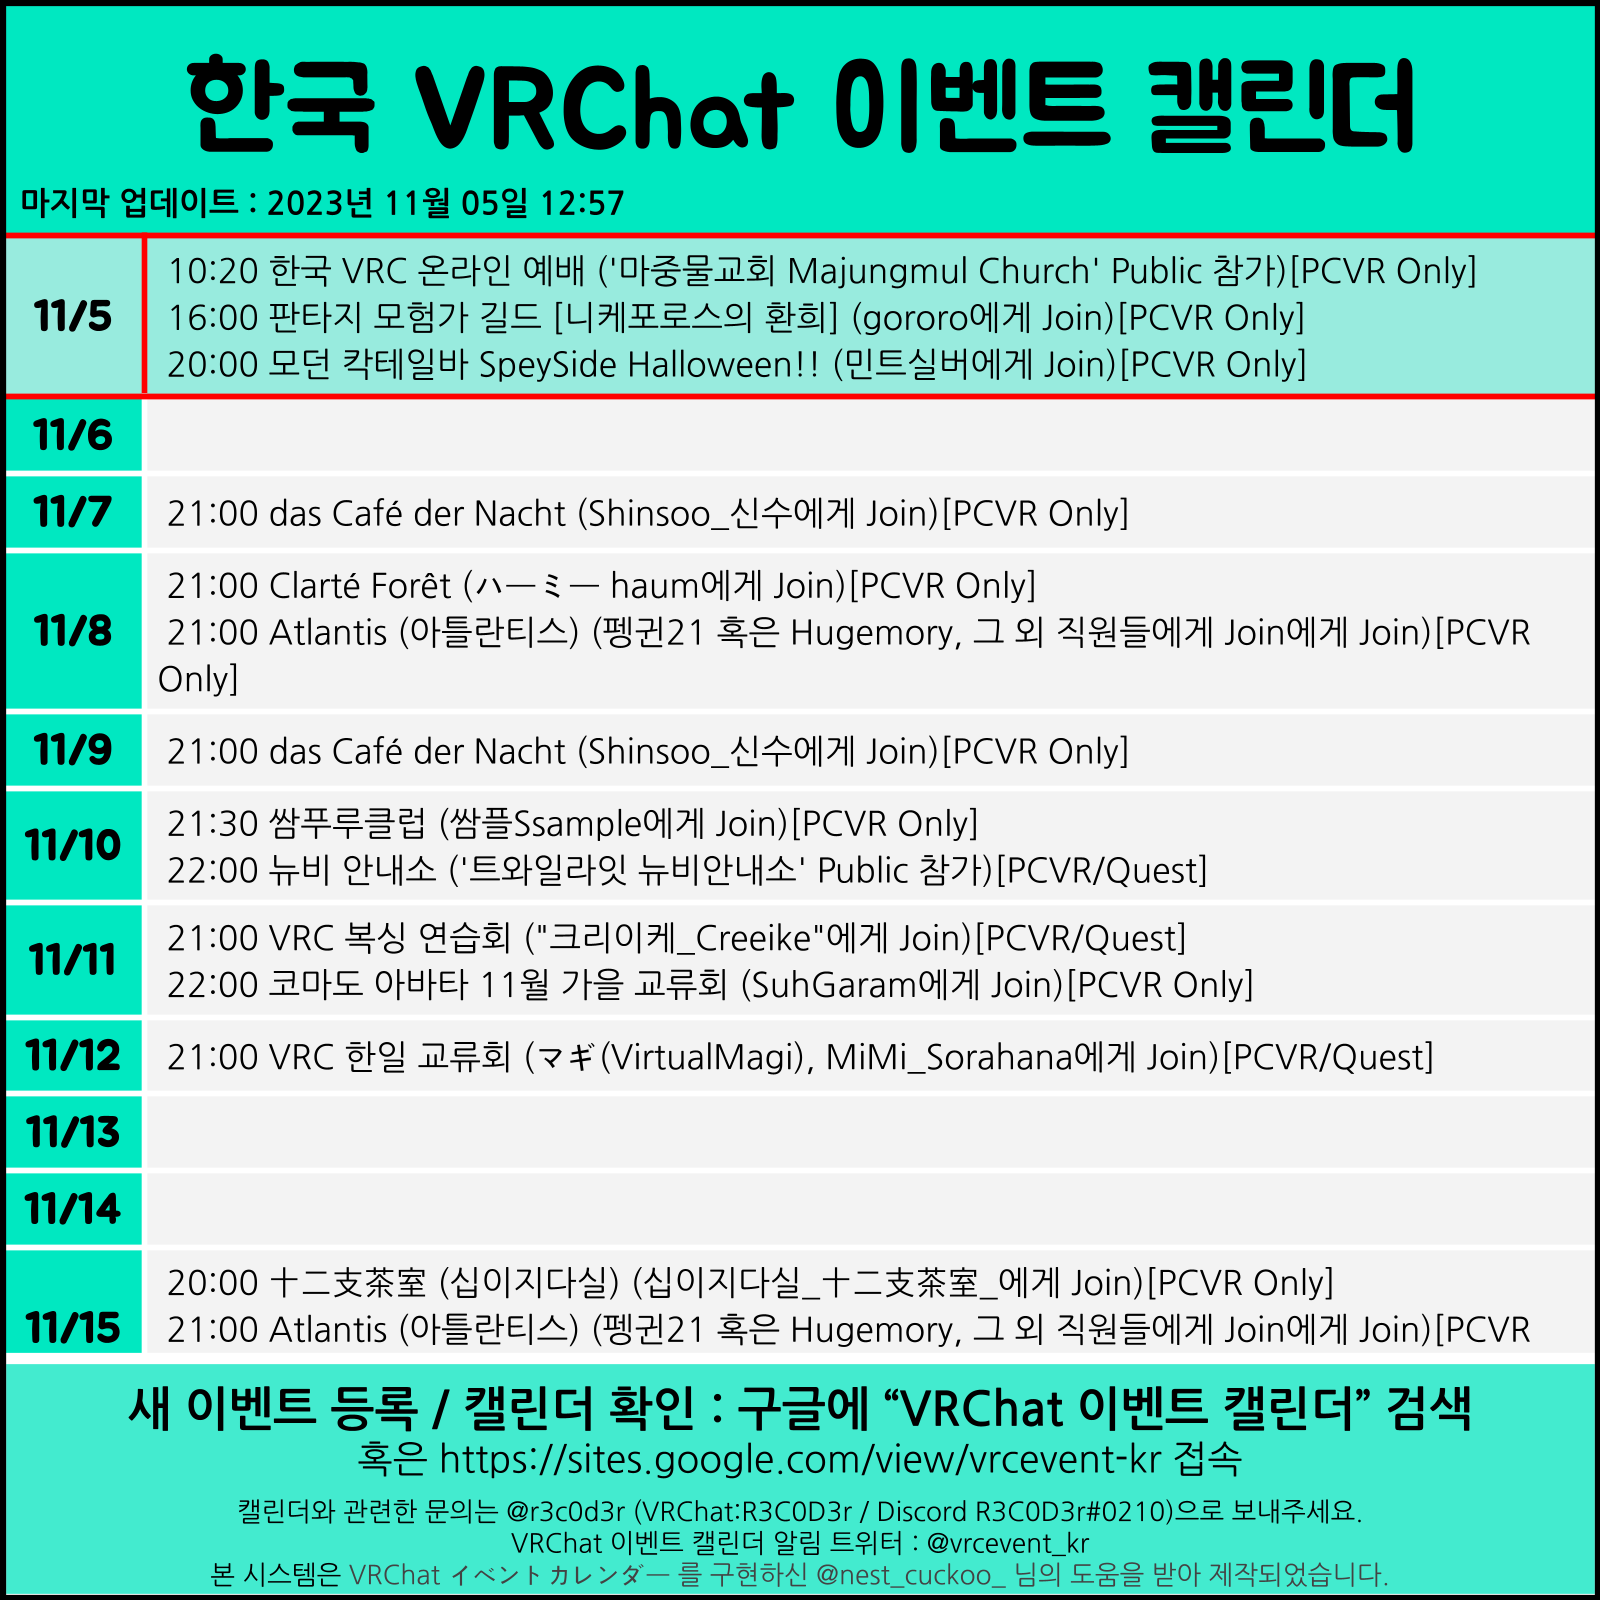 한국 VRChat 이벤트 캘린더
마지막 업데이트 : 2023년 11월 05일 12:57
11/5
10:20 한국 VRC 온라인 예배 ('마중물교회 Majungmul Church' Public 참가)[PCVR Only]
16:00 판타지 모험가 길드 [니케포로스의 환희] (gororo에게 Join)[PCVR Only]
20:00 모던 칵테일바 SpeySide Halloween!! (민트실버에게 Join)[PCVR Only]
11/6
11/7
21:00 das Café der Nacht (Shinsoo_신수에게 Join)[PCVR Only]
11/8
21:00 Clarté Forêt (ハーミー haum에게 Join)[PCVR Only]
21:00 Atlantis (아틀란티스) (펭귄21 혹은 Hugemory, 그 외 직원들에게 Join에게 Join)[PCVR
Only]
11/9
21:00 das Café der Nacht (Shinsoo_신수에게 Join)[PCVR Only]
11/10
21:30 쌈푸루클럽 (쌈플Ssample에게 Join)[PCVR Only]
22:00 뉴비 안내소 ('트와일라잇 뉴비안내소' Public 참가)[PCVR/Quest]
11/11
21:00 VRC 복싱 연습회 ("크리이케_Creeike"에게 Join)[PCVR/Quest]
22:00 코마도 아바타 11월 가을 교류회 (SuhGaram에게 Join)[PCVR Only]
11/12
21:00 VRC 한일 교류회 (マギ(VirtualMagi), MiMi_Sorahana에게 Join)[PCVR/Quest]
11/13
11/14
11/15
20:00 十二支茶室 (십이지다실) (십이지다실_十二支茶室_에게 Join)[PCVR Only]
21:00 Atlantis (아틀란티스) (펭귄21 혹은 Hugemory, 그 외 직원들에게 Join에게 Join)[PCVR
새 이벤트 등록 / 캘린더 확인 : 구글에 “VRChat 이벤트 캘린더” 검색
혹은 https://sites.google.com/view/vrcevent-kr 접속
캘린더와 관련한 문의는 @r3c0d3r (VRChat:R3C0D3r / Discord R3C0D3r#0210)으로 보내주세요.
VRChat 이벤트 캘린더 알림 트위터 : @vrcevent_kr
본 시스템은 VRChat イベントカレンダー 를 구현하신 @nest_cuckoo_ 님의 도움을 받아 제작되었습니다.